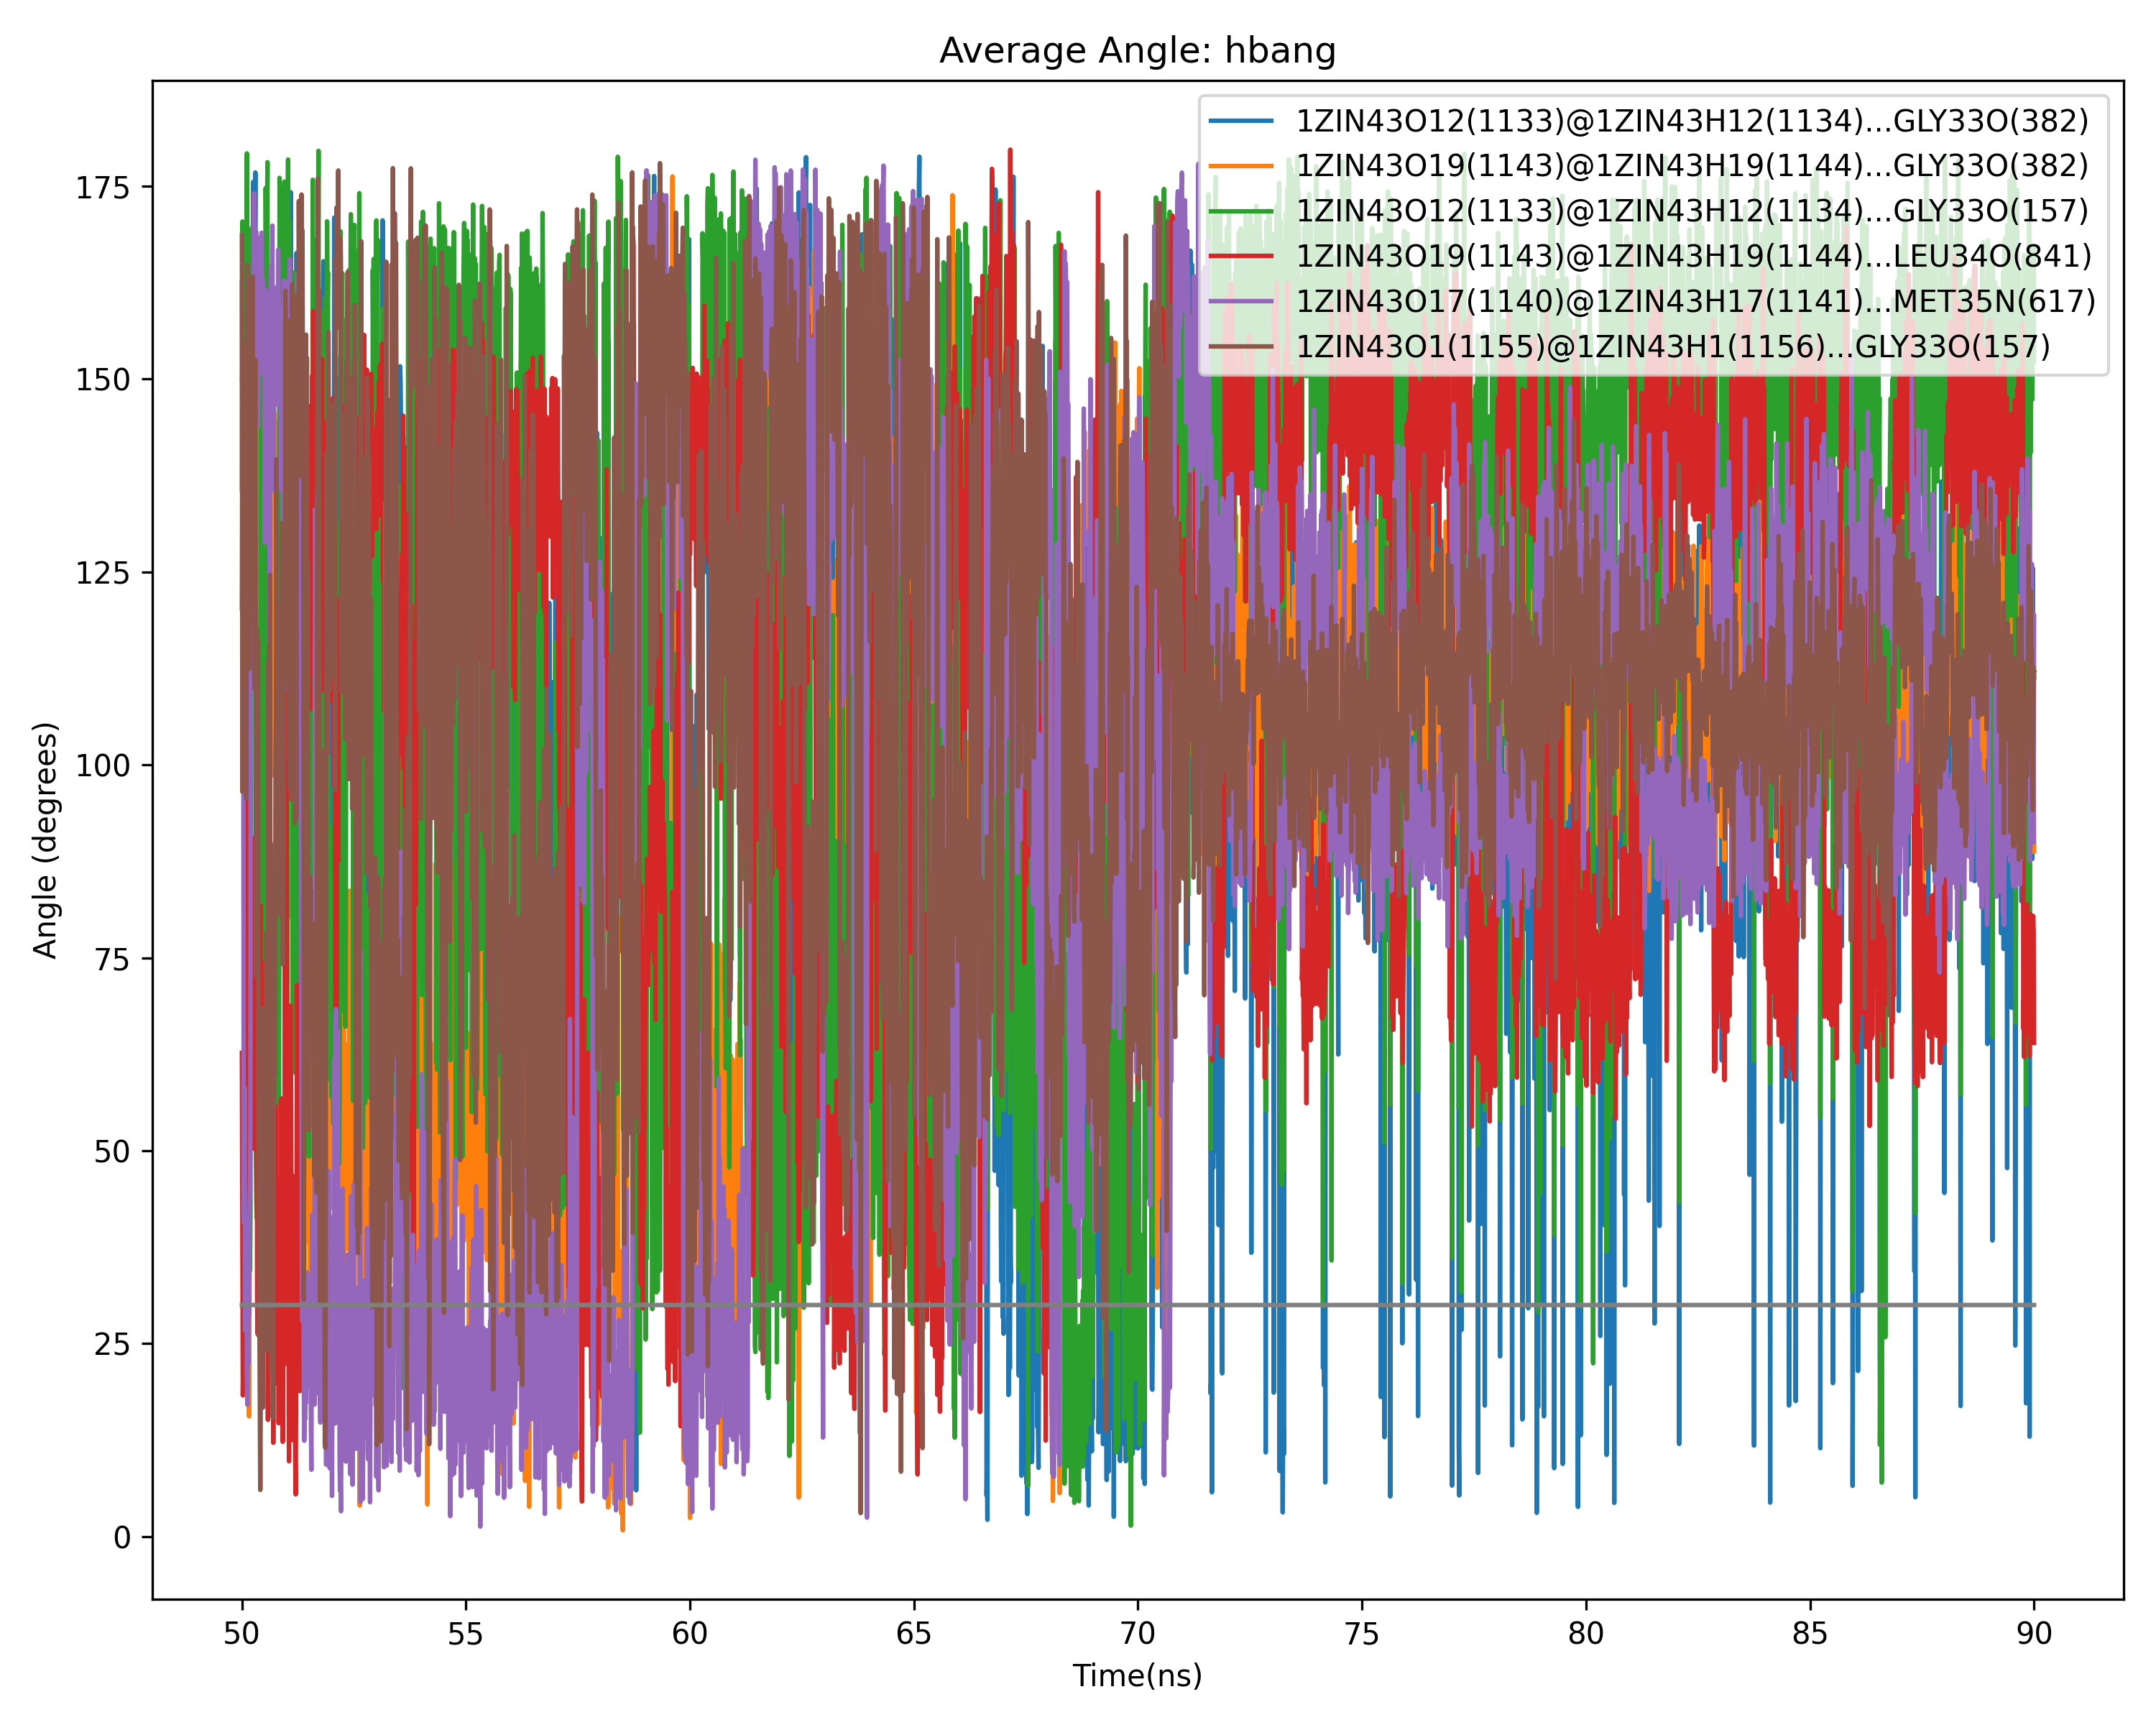 Average Angle: hbang
1ZIN43O12(1133)@1ZIN43H12(1134)...GLY33O(382)
1ZIN43O19(1143)@1ZIN43H19(1144)...GLY33O(382)
1ZIN43O12(1133)@1ZIN43H12(1134)...GLY33O(157)
1ZIN43O19(1143)@1ZIN43H19(1144)...LEU34O(841)
1ZIN43O17(1140)@1ZIN43H17(1141)...MET35N(617)
1ZIN43O1(1155)@1ZIN43H1(1156)...GLY33O(157)
Angle (degrees)
175
150
125
100
75
50
25
0
50 55 60 65 70 75 80 85 90
Time(ns)